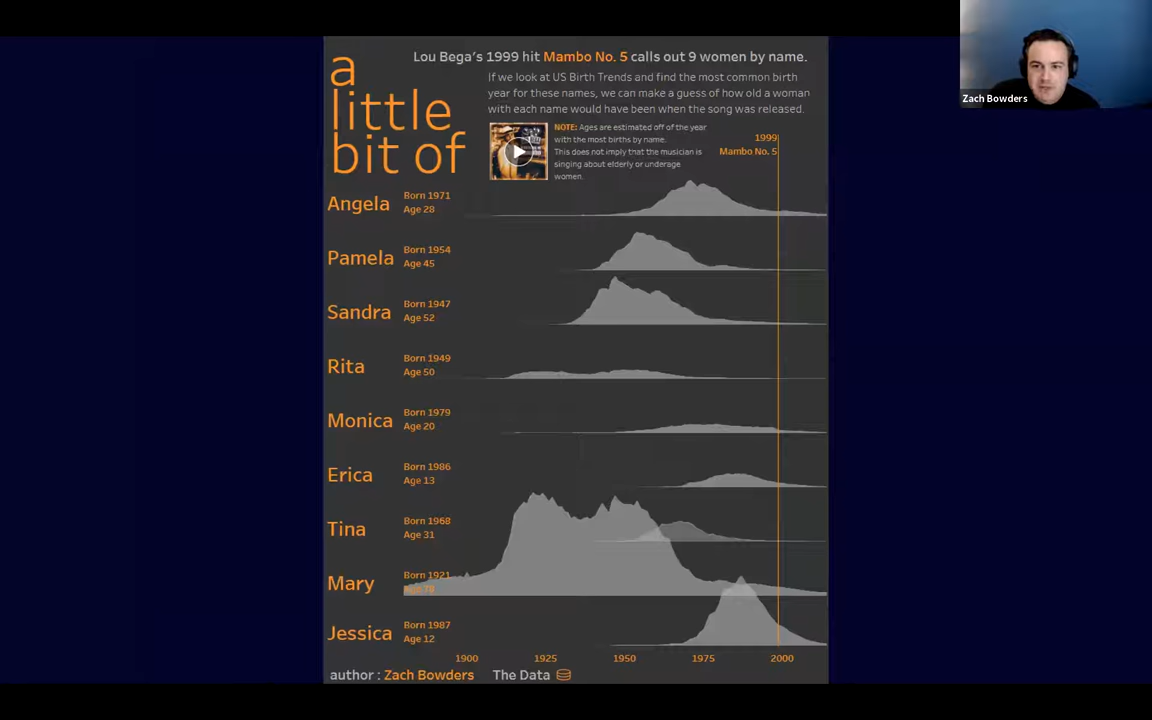 a
little
bit of
Lou Bega's 1999 hit Mambo No. 5 calls out 9 women by name.
If we look at US Birth Trends and find the most common birth
year for these names, we can make a guess of how old a woman
with each name would have been when the song was released.
NOTE: Ages are estimated off of the year
with the most births by name.
This does not imply that the musician is
singing about elderly or underage
women.
1999
Mambo No. 5
Zach Bowders
Angela
Born 1971
Age 28
Pamela
Born 1954
Age 45
Sandra
Born 1947
Age 52
Rita
Born 1949
Age 50
Monica
Born 1979
Age 20
Erica
Born 1986
Age 13
Tina
Born 1968
Age 31
Mary
Born 1921
Age 78
Jessica
Born 1987
Age 12
1900 1925 1950 1975 2000
author : Zach Bowders The Data